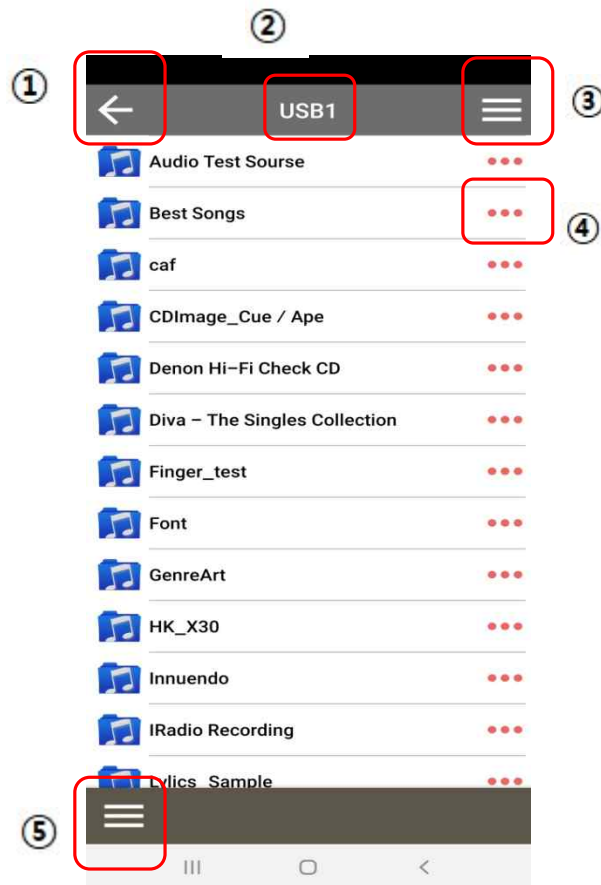 ②
①
③
USB1
Audio Test Sourse
Best Songs
④
caf
CDImage_Cue / Ape
Denon Hi-Fi Check CD
Diva - The Singles Collection
Finger_test
Font
GenreArt
HK_X30
Innuendo
IRadio Recording
Lylics_Sample
⑤